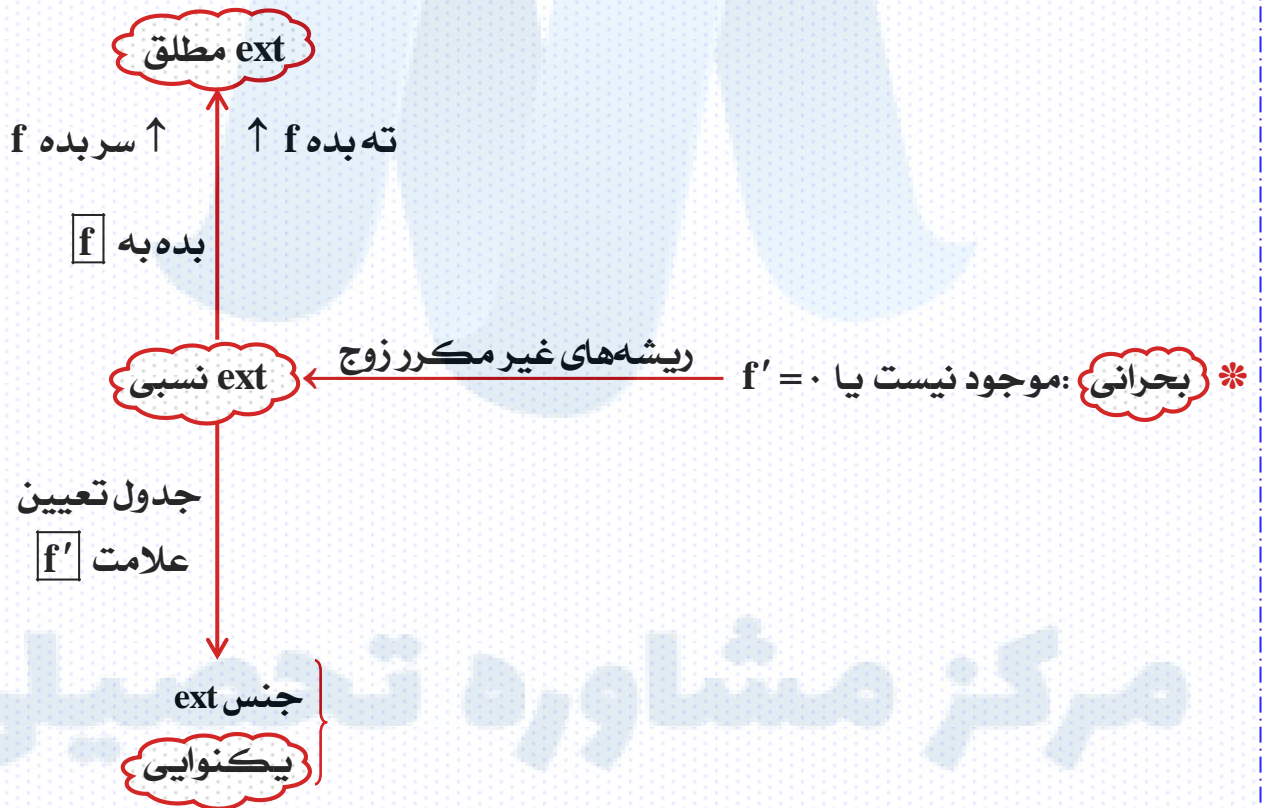 ext مطلق
ته بده f ↑
↑ سر بده f
بده به f
* بحرانی: موجود نیست یا f′ = ۰
ریشه‌های غیر مکرر زوج
ext نسبی
جدول تعیین
علامت f′
جنس ext
یکنوایی
مرکز مشاوره تحصیلی